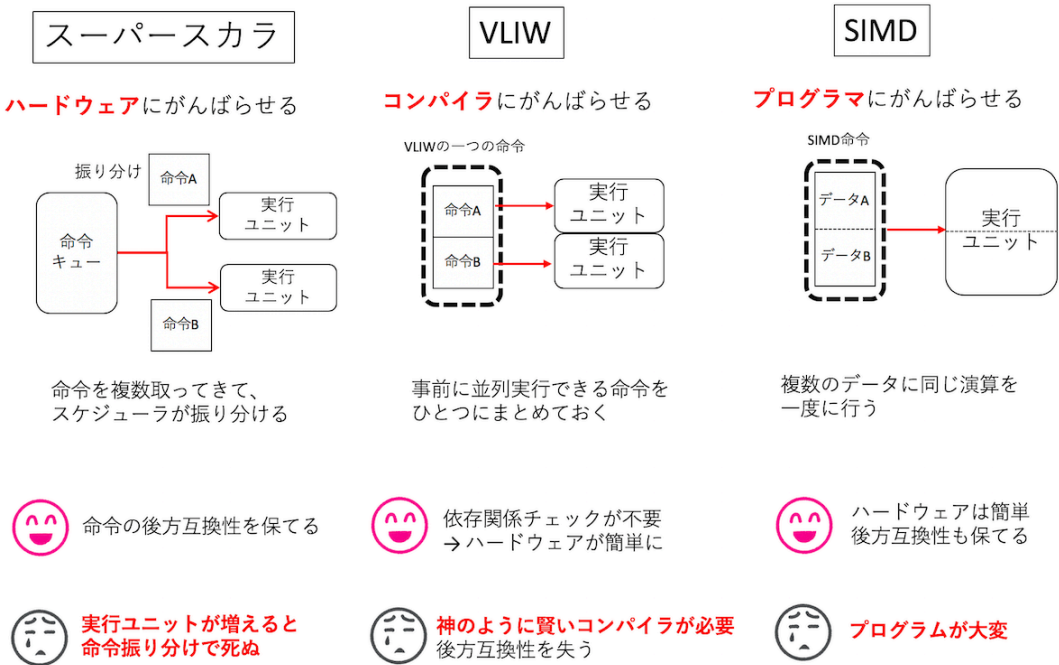 スーパースカラ
ハードウェアにがんばらせる
振り分け
命令A
命令
キュー
実行
ユニット
実行
ユニット
命令B
命令を複数取ってきて、
スケジューラが振り分ける
命令の後方互換性を保てる
実行ユニットが増えると
命令振り分けで死ぬ
VLIW
コンパイラにがんばらせる
VLIWの一つの命令
命令A
実行
ユニット
命令B
実行
ユニット
事前に並列実行できる命令を
ひとつにまとめておく
依存関係チェックが不要
→ ハードウェアが簡単に
神のように賢いコンパイラが必要
後方互換性を失う
SIMD
プログラマにがんばらせる
SIMD命令
データA
データB
実行
ユニット
複数のデータに同じ演算を
一度に行う
ハードウェアは簡単
後方互換性も保てる
プログラムが大変